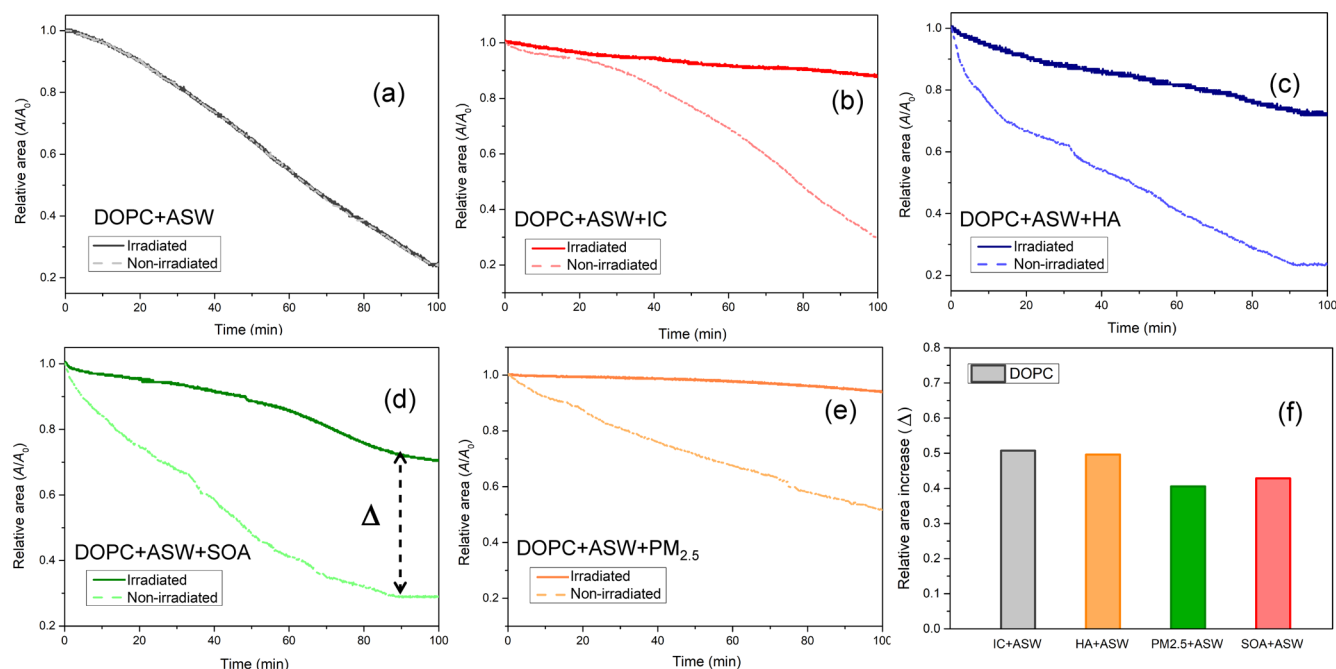 1.0
0.8
0.6
0.4
0.2
0
20
40
60
80
100
Relative area (A/A0)
Time (min)
(a)
DOPC+ASW
Irradiated
Non-irradiated
1.0
0.8
0.6
0.4
0.2
0
20
40
60
80
100
Relative area (A/A0)
Time (min)
(b)
DOPC+ASW+IC
Irradiated
Non-irradiated
1.0
0.8
0.6
0.4
0.2
0
20
40
60
80
100
Relative area (A/A0)
Time (min)
(c)
DOPC+ASW+HA
Irradiated
Non-irradiated
1.0
0.8
0.6
0.4
0.2
0
20
40
60
80
100
Relative area (A/A0)
Time (min)
(d)
Δ
DOPC+ASW+SOA
Irradiated
Non-irradiated
1.0
0.8
0.6
0.4
0.2
0
20
40
60
80
100
Relative area (A/A0)
Time (min)
(e)
DOPC+ASW+PM2.5
Irradiated
Non-irradiated
0.8
0.7
0.6
0.5
0.4
0.3
0.2
0.1
0.0
Relative area increase (Δ)
DOPC
(f)
IC+ASW
HA+ASW
PM2.5+ASW
SOA+ASW